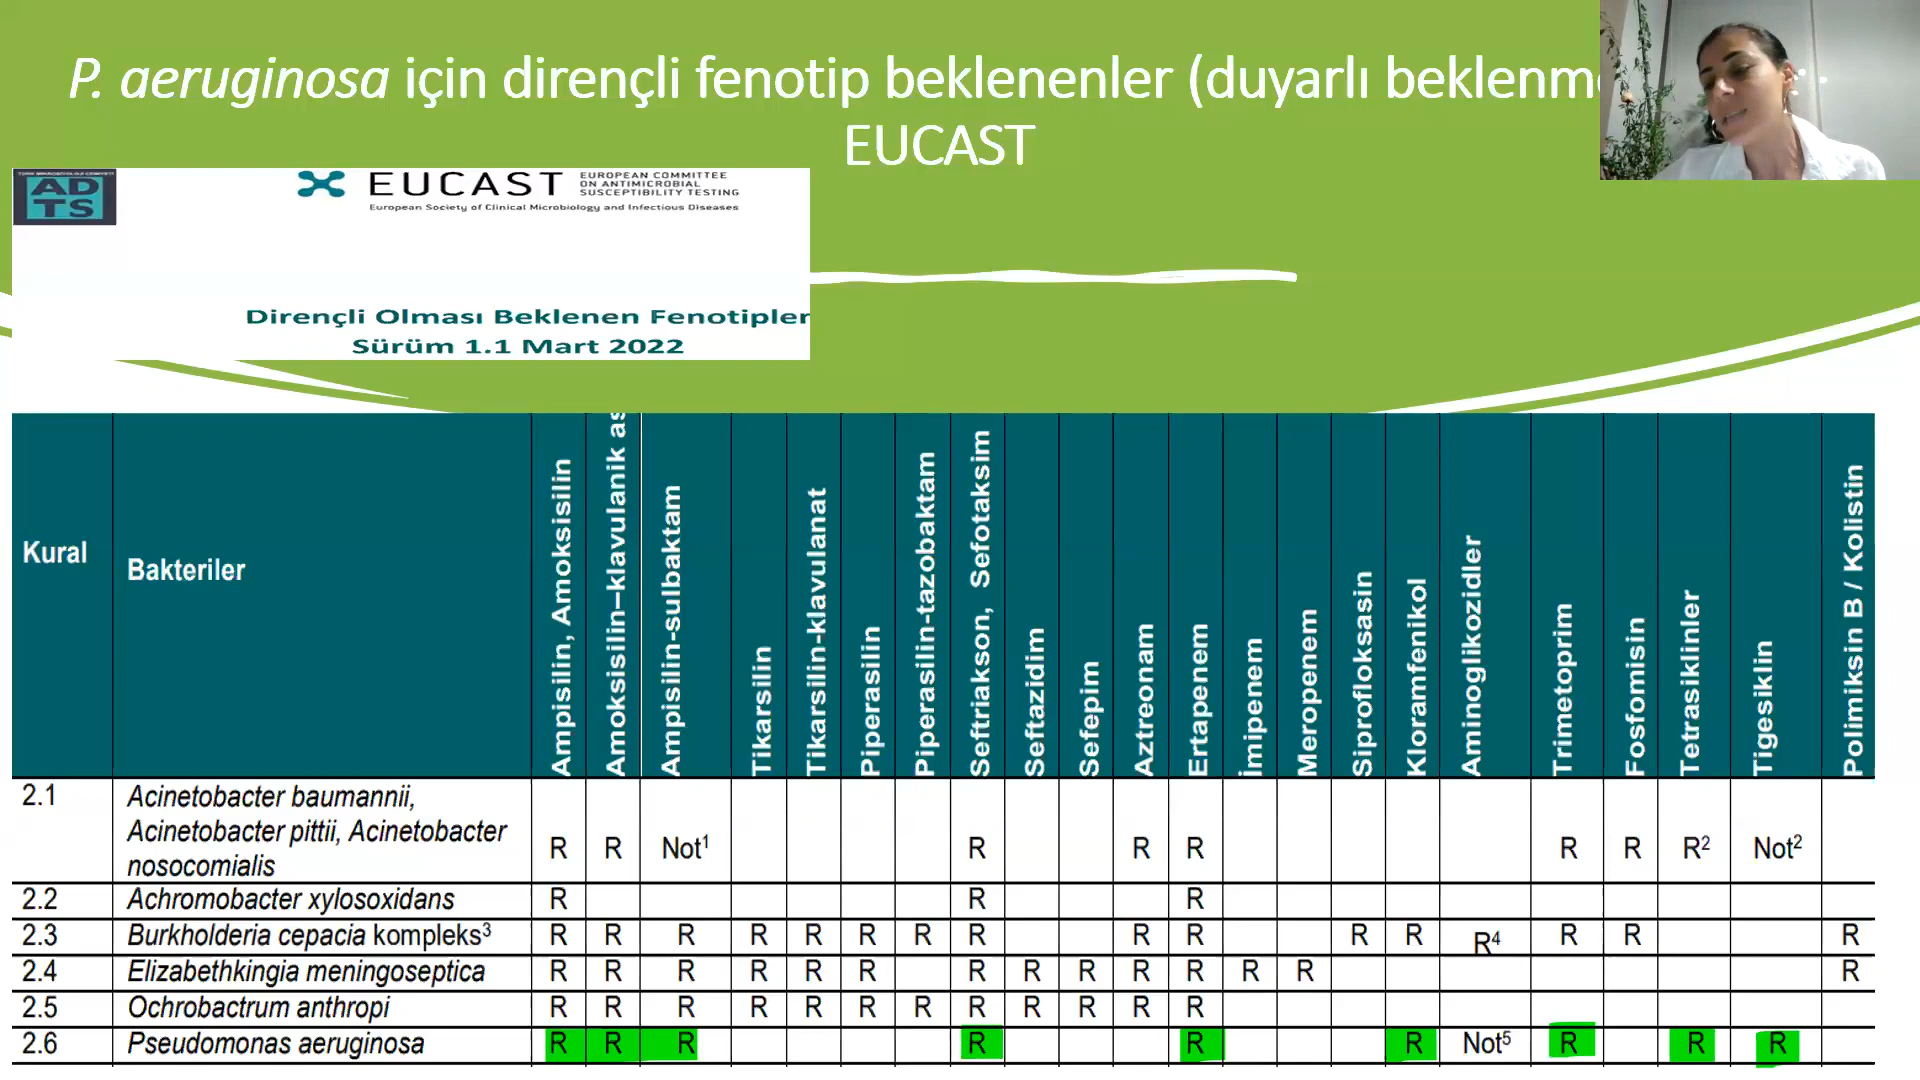 P. aeruginosa için dirençli fenotip beklenenler (duyarlı
EUCAST
AD
TS
EUCAST
EUROPEAN COMMITTEE
ON ANTIMICROBIAL
SUSCEPTIBILITY TESTING
European Society of Clinical Microbiology and Infectious Diseases
Dirençli Olması Beklenen Fenotipler
Sürüm 1.1 Mart 2022
Kural
Bakteriler
Ampisilin, Amoksisilin
Amoksisilin–klavulanik
Ampisilin-sulbaktam
Tikarsilin
Tikarsilin-klavulanat
Piperasilin
Piperasilin-tazobaktam
Seftriakson, Sefotaksim
Seftazidim
Sefepim
Aztreonam
Ertapenem
İmipenem
Meropenem
Siprofloksasin
Kloramfenikol
Aminoglikozidler
Trimetoprim
Fosfomisin
Tetrasiklinler
Tigesiklin
Polimiksin B / Kolistin
2.1 Acinetobacter baumannii,
Acinetobacter pittii, Acinetobacter
nosocomialis R R Not¹ R R R R R R² Not²
2.2 Achromobacter xylosoxidans R R R
2.3 Burkholderia cepacia kompleks³ R R R R R R R R R R R R R⁴ R R R
2.4 Elizabethkingia meningoseptica R R R R R R R R R R R R R R
2.5 Ochrobactrum anthropi R R R R R R R R R R R R
2.6 Pseudomonas aeruginosa R R R R R R Not⁵ R R R